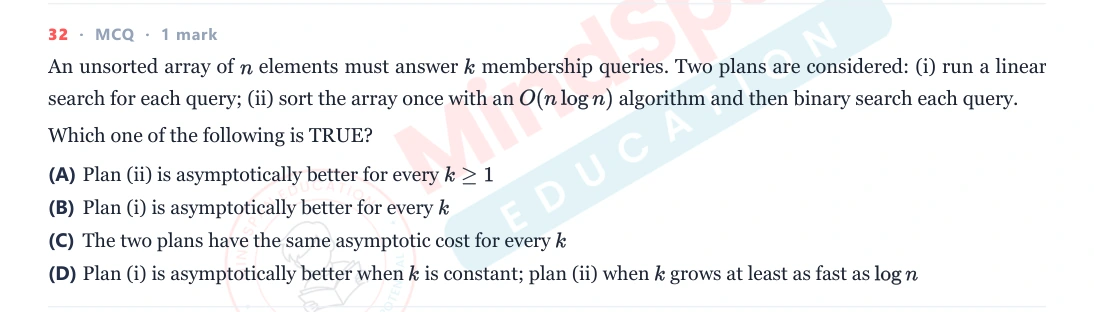 32 · MCQ · 1 mark
An unsorted array of n elements must answer k membership queries. Two plans are considered: (i) run a linear
search for each query; (ii) sort the array once with an O(n log n) algorithm and then binary search each query.
Which one of the following is TRUE?
(A) Plan (ii) is asymptotically better for every k ≥ 1
(B) Plan (i) is asymptotically better for every k
(C) The two plans have the same asymptotic cost for every k
(D) Plan (i) is asymptotically better when k is constant; plan (ii) when k grows at least as fast as log n
EDUCATION